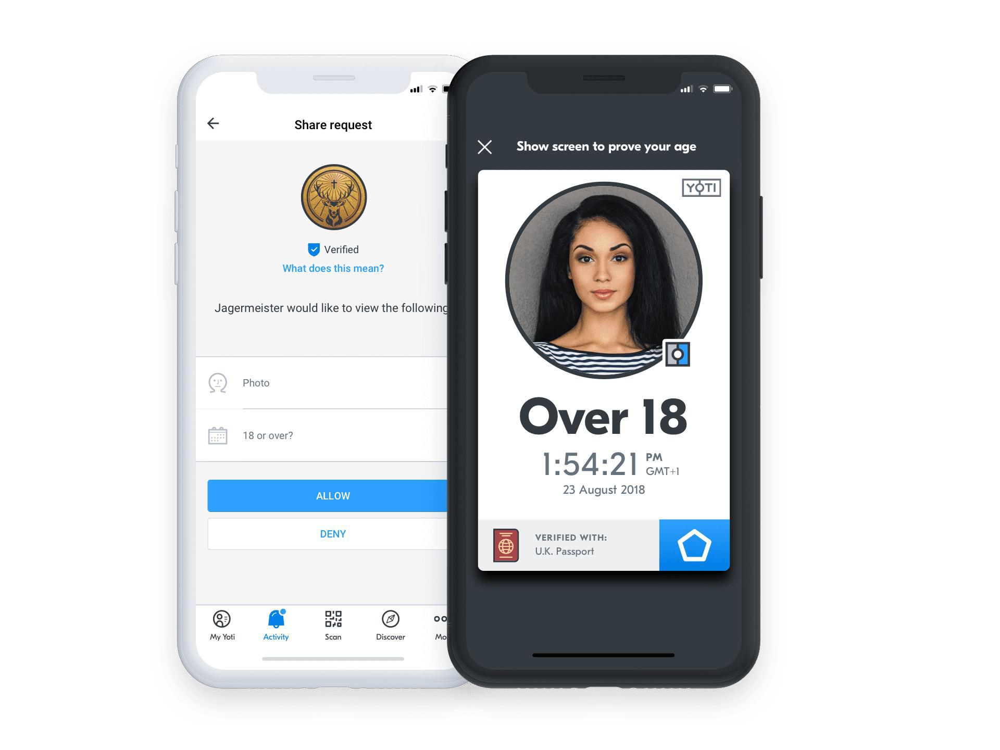 Share request
Verified
What does this mean?
Jagermeister would like to view the following
Photo
18 or over?
ALLOW
DENY
My Yoti
Activity
Scan
Discover
Mo
Show screen to prove your age
YOTI
Over 18
1:54:21 PM
GMT+1
23 August 2018
VERIFIED WITH:
U.K. Passport